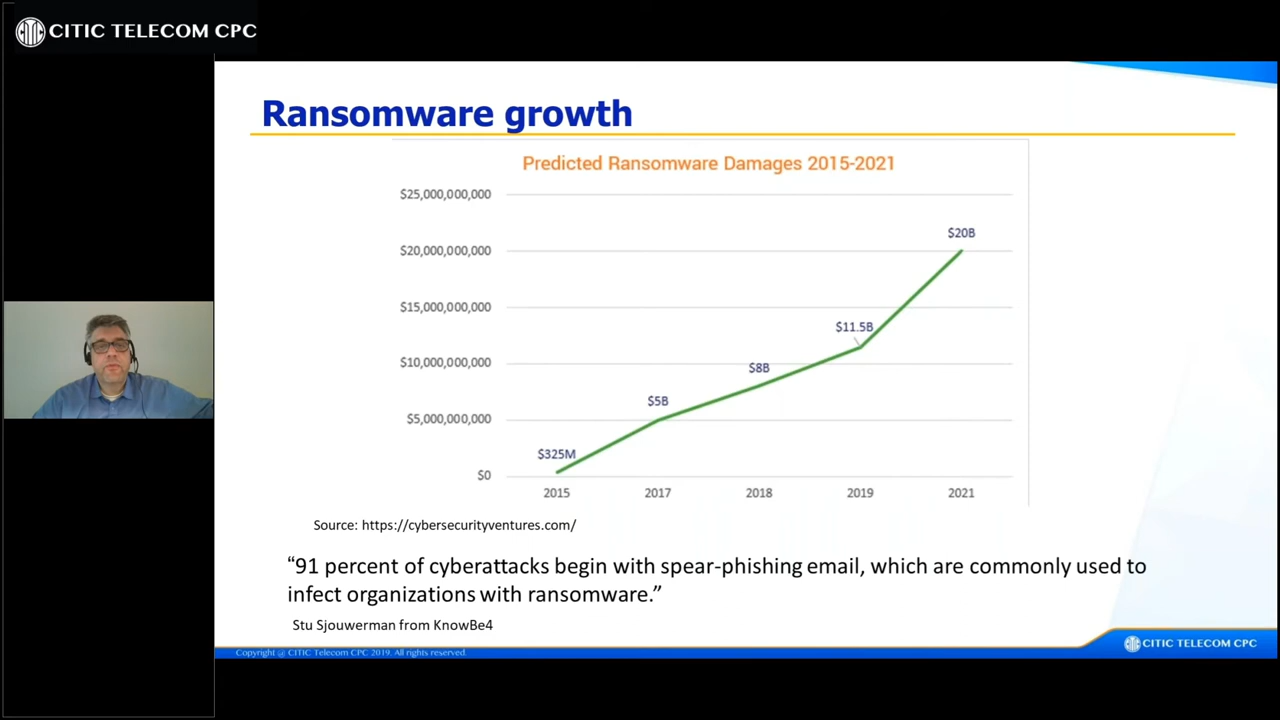 CITIC TELECOM CPC
Ransomware growth
Predicted Ransomware Damages 2015-2021
$25,000,000,000
$20B
$20,000,000,000
$15,000,000,000
$11.5B
$10,000,000,000
$8B
$5B
$5,000,000,000
$325M
$0
2015 2017 2018 2019 2021
Source: https://cybersecurityventures.com/
“91 percent of cyberattacks begin with spear-phishing email, which are commonly used to
infect organizations with ransomware.”
Stu Sjouwerman from KnowBe4
Copyright @ CITIC Telecom CPC 2019. All rights reserved.
CITIC TELECOM CPC